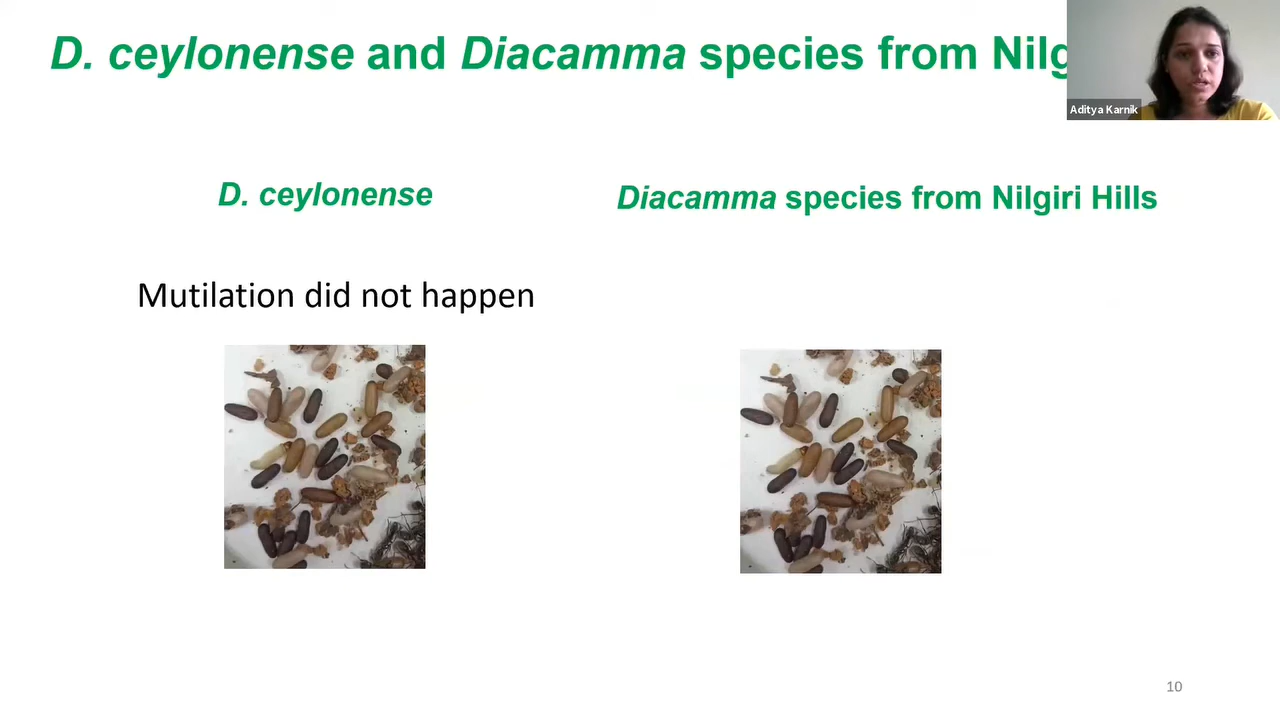 D. ceylonense and Diacamma species from Nilg
Aditya Karnik
D. ceylonense
Diacamma species from Nilgiri Hills
Mutilation did not happen
10